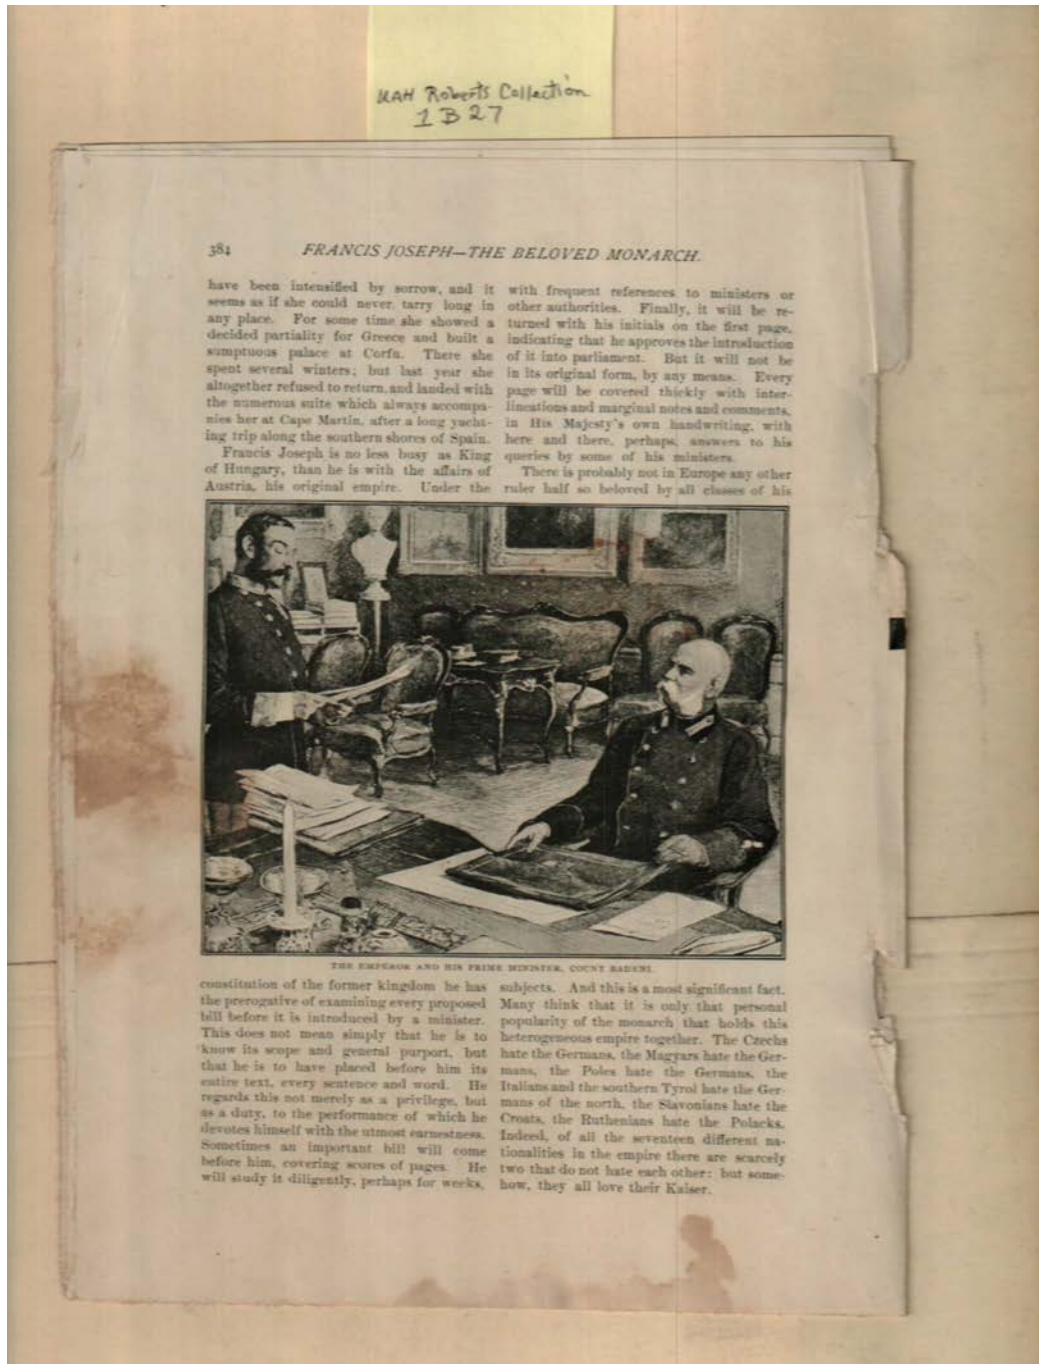 UAH Roberts Collection
1B27
384 FRANCIS JOSEPH—THE BELOVED MONARCH.
have been intensified by sorrow, and it
seems as if she could never tarry long in
any place. For some time she showed a
decided partiality for Greece and built a
sumptuous palace at Corfu. There she
spent several winters; but last year she
altogether refused to return, and landed with
the numerous suite which always accompa-
nies her at Cape Martin, after a long yacht-
ing trip along the southern shores of Spain.
Francis Joseph is no less busy as King
of Hungary, than he is with the affairs of
Austria, his original empire. Under the
with frequent references to ministers or
other authorities. Finally, it will be re-
turned with his initials on the first page,
indicating that he approves the introduction
of it into parliament. But it will not be
in its original form, by any means. Every
page will be covered thickly with inter-
lineations and marginal notes and comments,
in His Majesty's own handwriting, with
here and there, perhaps, answers to his
queries by some of his ministers.
There is probably not in Europe any other
ruler half so beloved by all classes of his
THE EMPEROR AND HIS PRIME MINISTER, COUNT BADENI.
constitution of the former kingdom he has
the prerogative of examining every proposed
bill before it is introduced by a minister.
This does not mean simply that he is to
know its scope and general purport, but
that he is to have placed before him its
entire text, every sentence and word. He
regards this not merely as a privilege, but
as a duty, to the performance of which he
devotes himself with the utmost earnestness.
Sometimes an important bill will come
before him, covering scores of pages. He
will study it diligently, perhaps for weeks,
subjects. And this is a most significant fact.
Many think that it is only that personal
popularity of the monarch that holds this
heterogeneous empire together. The Czechs
hate the Germans, the Magyars hate the Ger-
mans, the Poles hate the Germans, the
Italians and the southern Tyrol hate the Ger-
mans of the north, the Slavonians hate the
Croats, the Ruthenians hate the Polacks.
Indeed, of all the seventeen different na-
tionalities in the empire there are scarcely
two that do not hate each other; but some-
how, they all love their Kaiser.